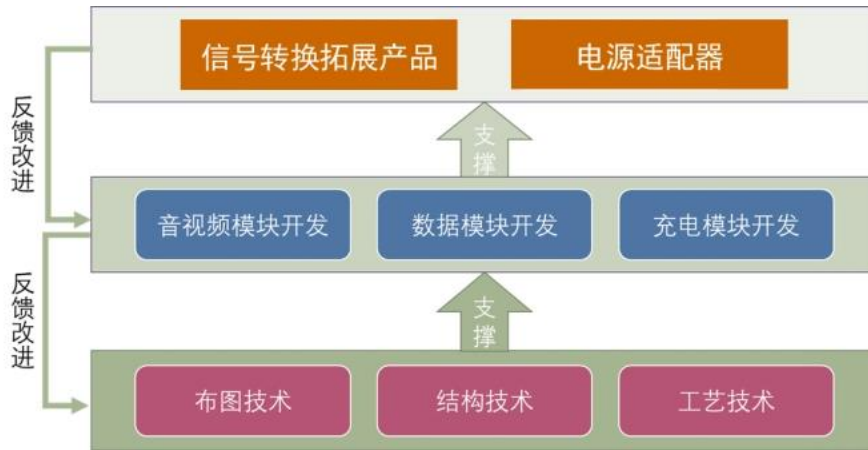 信号转换拓展产品
电源适配器
反馈改进
支撑
音视频模块开发
数据模块开发
充电模块开发
反馈改进
支撑
布图技术
结构技术
工艺技术